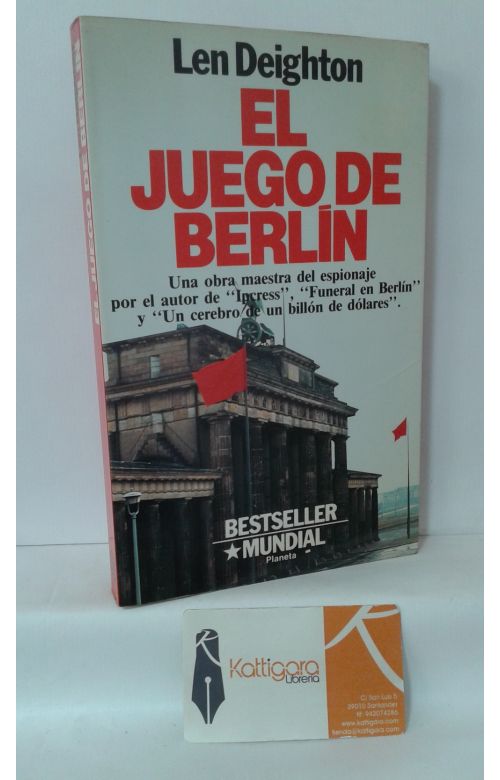 Len Deighton
EL
JUEGO DE
BERLÍN
Una obra maestra del espionaje
por el autor de “Ipcress”, “Funeral en Berlín”
y “Un cerebro de un billón de dólares”.
BESTSELLER
★MUNDIAL
Planeta
EL JUEGO DE BERLÍN
Kattigara
Librería
C/ San Luis 5
39010 Santander
tlf: 942074286
www.kattigara.com
tienda@kattigara.com